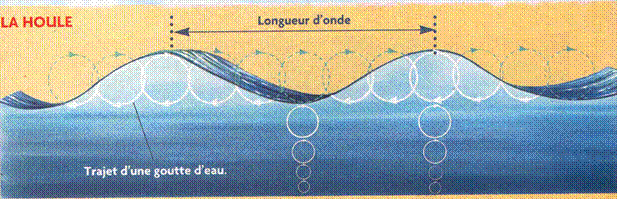 LA HOULE
Longueur d'onde
Trajet d'une goutte d'eau.